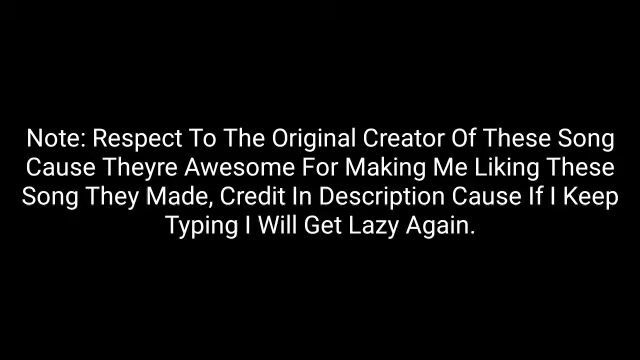 Note: Respect To The Original Creator Of These Song
Cause Theyre Awesome For Making Me Liking These
Song They Made, Credit In Description Cause If I Keep
Typing I Will Get Lazy Again.